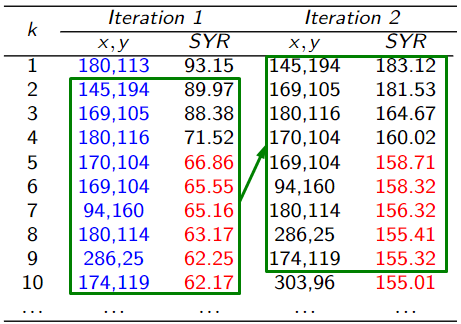 k Iteration 1 Iteration 2
x, y SYR x, y SYR
1 180,113 93.15 145,194 183.12
2 145,194 89.97 169,105 181.53
3 169,105 88.38 180,116 164.67
4 180,116 71.52 170,104 160.02
5 170,104 66.86 169,104 158.71
6 169,104 65.55 94,160 158.32
7 94,160 65.16 180,114 156.32
8 180,114 63.17 286,25 155.41
9 286,25 62.25 174,119 155.32
10 174,119 62.17 303,96 155.01
... ... ... ... ...